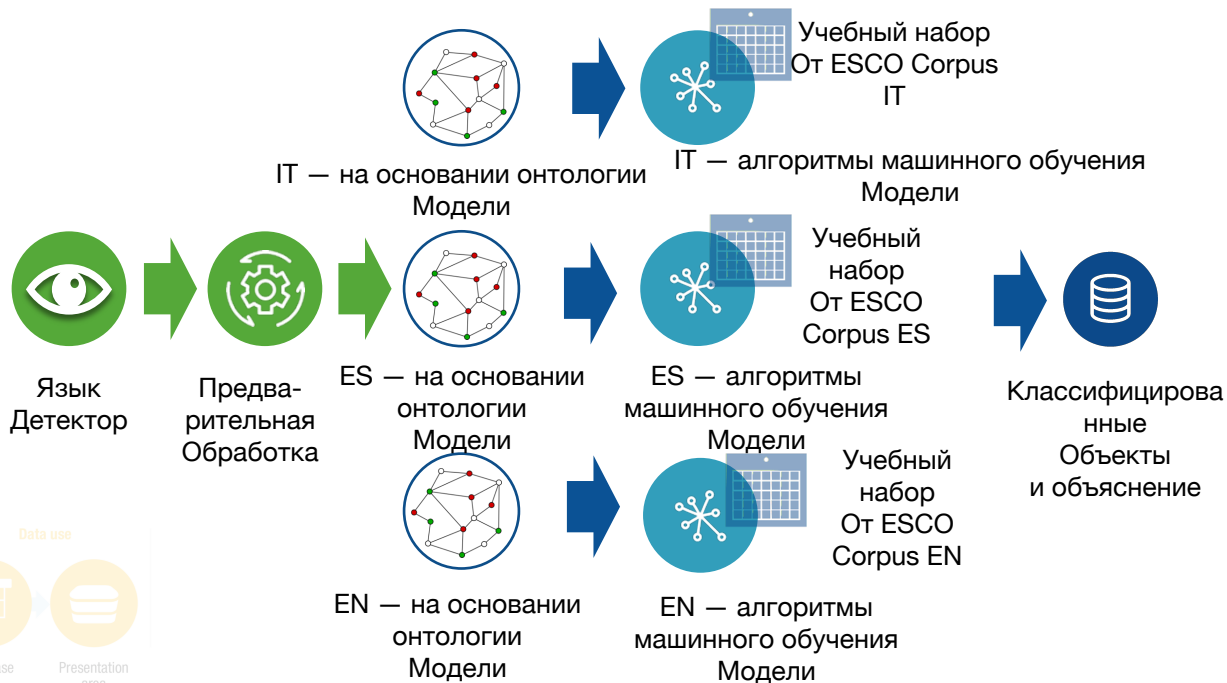 Учебный набор
От ESCO Corpus
IT
IT — на основании онтологии
Модели
IT — алгоритмы машинного обучения
Модели
Язык
Детектор
Предва-
рительная
Обработка
ES — на основании
онтологии
Модели
ES — алгоритмы
машинного обучения
Модели
Учебный
набор
От ESCO
Corpus ES
Классифицирова
нные
Объекты
и объяснение
EN — на основании
онтологии
Модели
EN — алгоритмы
машинного обучения
Модели
Учебный
набор
От ESCO
Corpus EN
Data use
Presentation